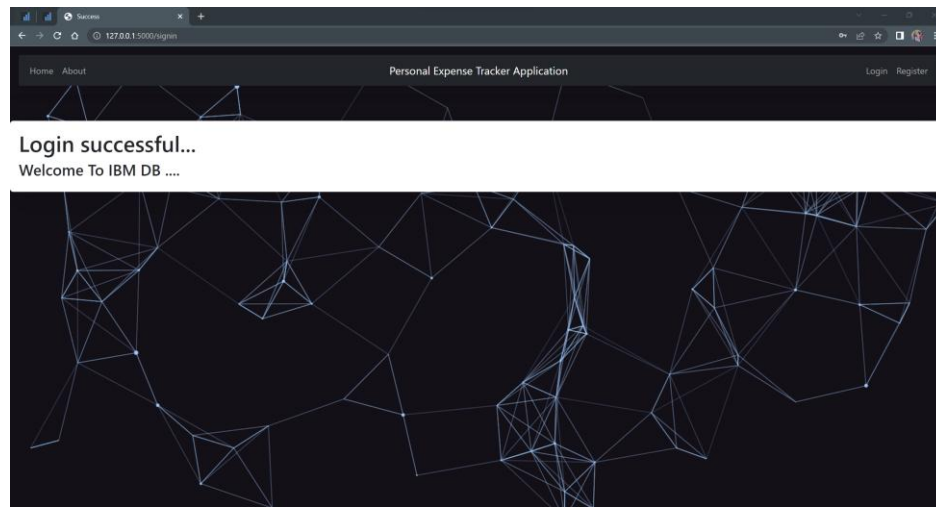 Success
127.0.0.1:5000/signin
Home About Personal Expense Tracker Application Login Register
Login successful...
Welcome To IBM DB ....